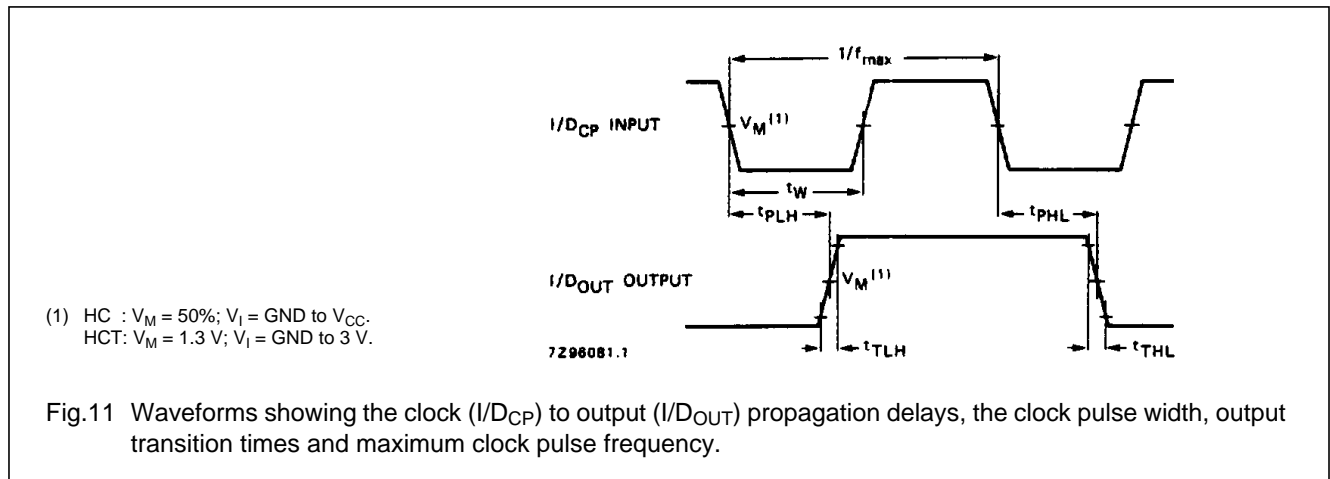 1/fmax
I/DCP INPUT
VM(1)
tW
tPLH
tPHL
I/DOUT OUTPUT
VM(1)
(1) HC : VM = 50%; VI = GND to VCC.
HCT: VM = 1.3 V; VI = GND to 3 V.
7Z96081.1
tTLH
tTHL
Fig.11 Waveforms showing the clock (I/DCP) to output (I/DOUT) propagation delays, the clock pulse width, output
transition times and maximum clock pulse frequency.